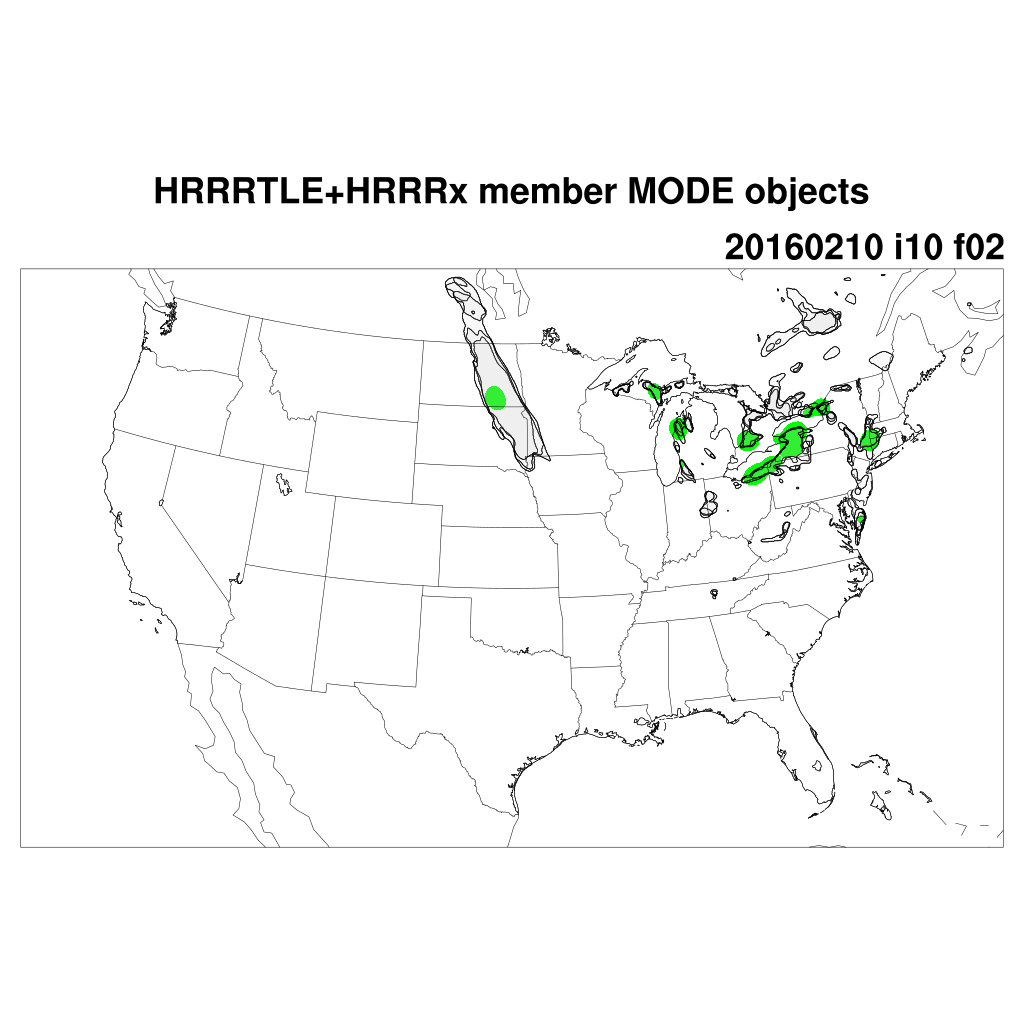 HRRRTLE+HRRRx member MODE objects
20160210 i10 f02